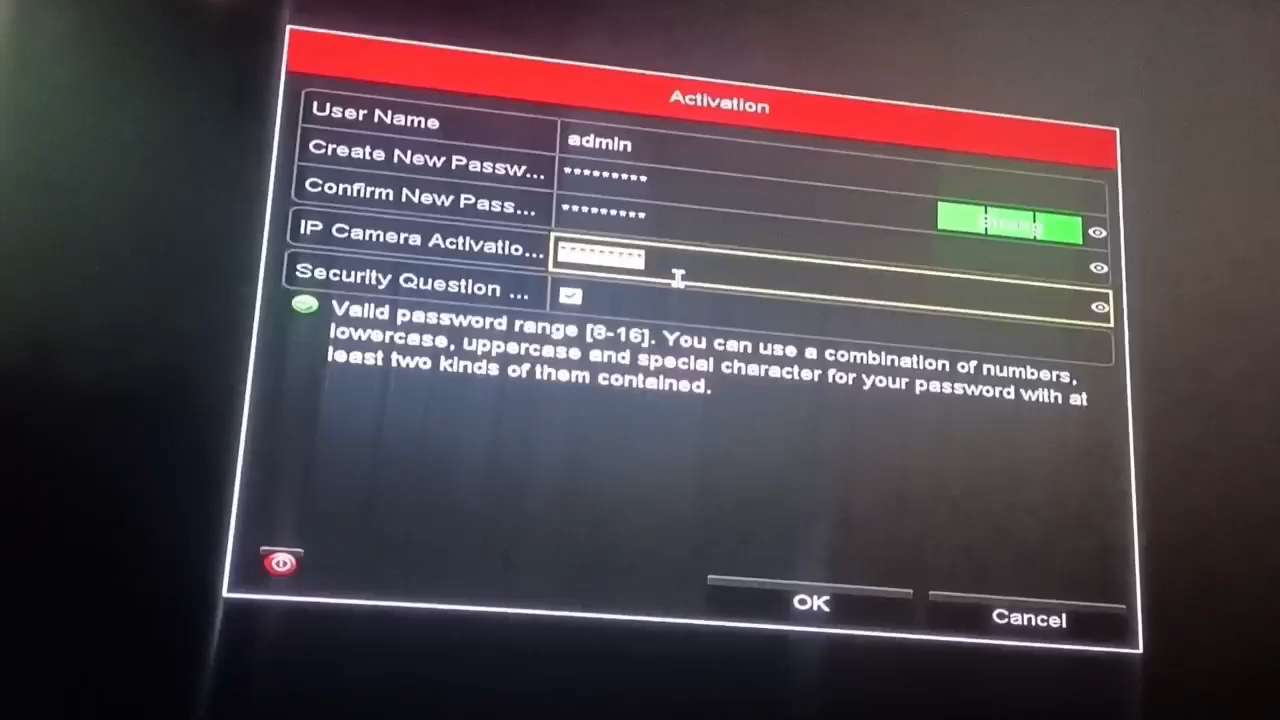 Activation
User Name
admin
Create New Passw...
*********
Confirm New Pass...
*********
Strong
IP Camera Activatio...
*********
Security Question ...
Valid password range [8-16]. You can use a combination of numbers,
lowercase, uppercase and special character for your password with at
least two kinds of them contained.
OK
Cancel